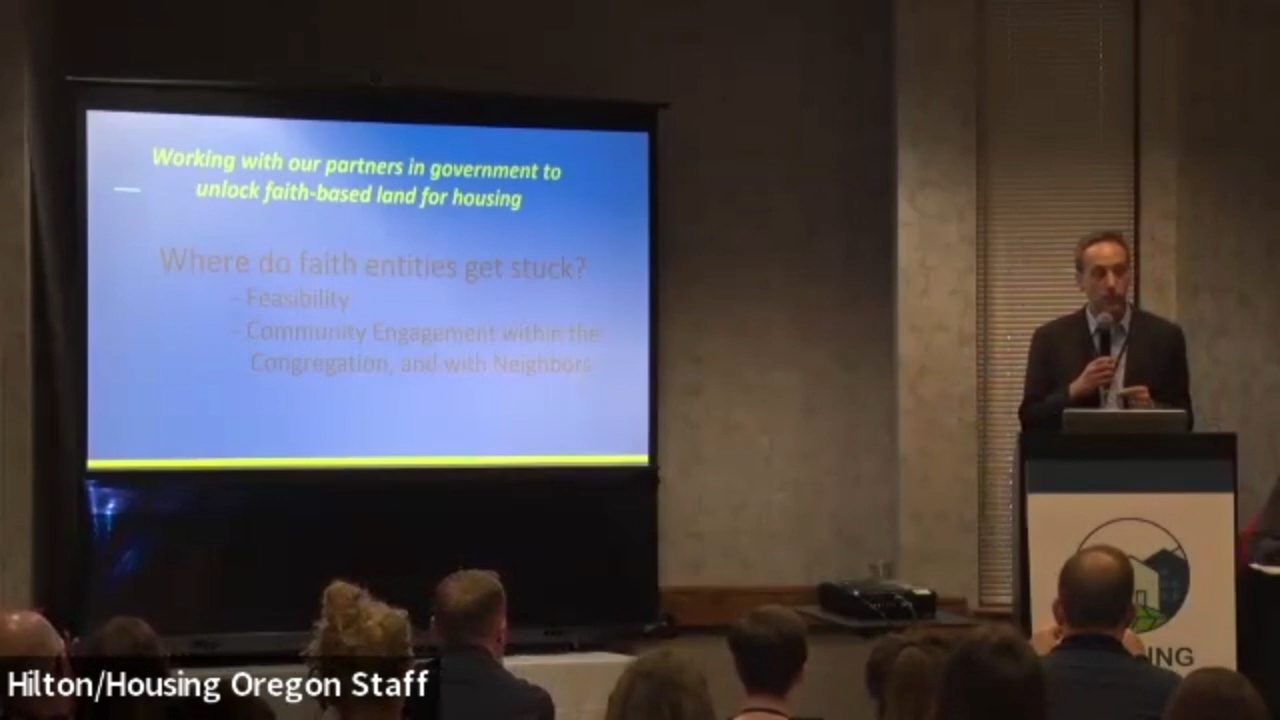 Working with our partners in government to
unlock faith-based land for housing
Where do faith entities get stuck?
- Feasibility
- Community Engagement within the
Congregation, and with Neighbors
ING
Hilton/Housing Oregon Staff